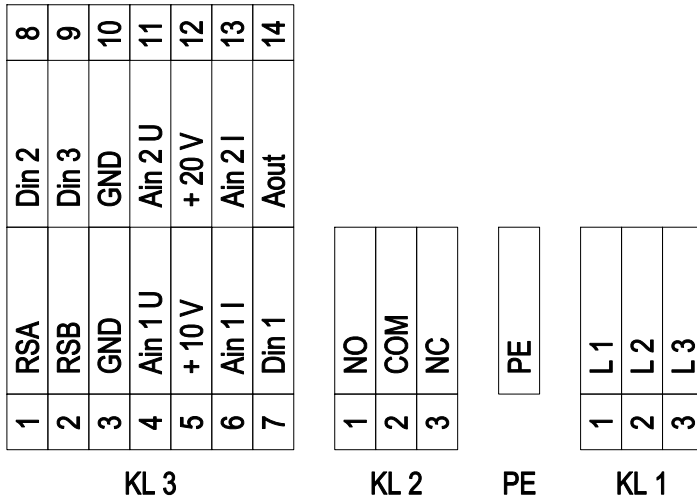 8 9 10 11 12 13 14
Din 2 Din 3 GND Ain 2 U + 20 V Ain 2 I Aout
RSA RSB GND Ain 1 U + 10 V Ain 1 I Din 1
1 2 3 4 5 6 7
KL 3
NO COM NC
1 2 3
KL 2
PE
PE
L 1 L 2 L 3
1 2 3
KL 1